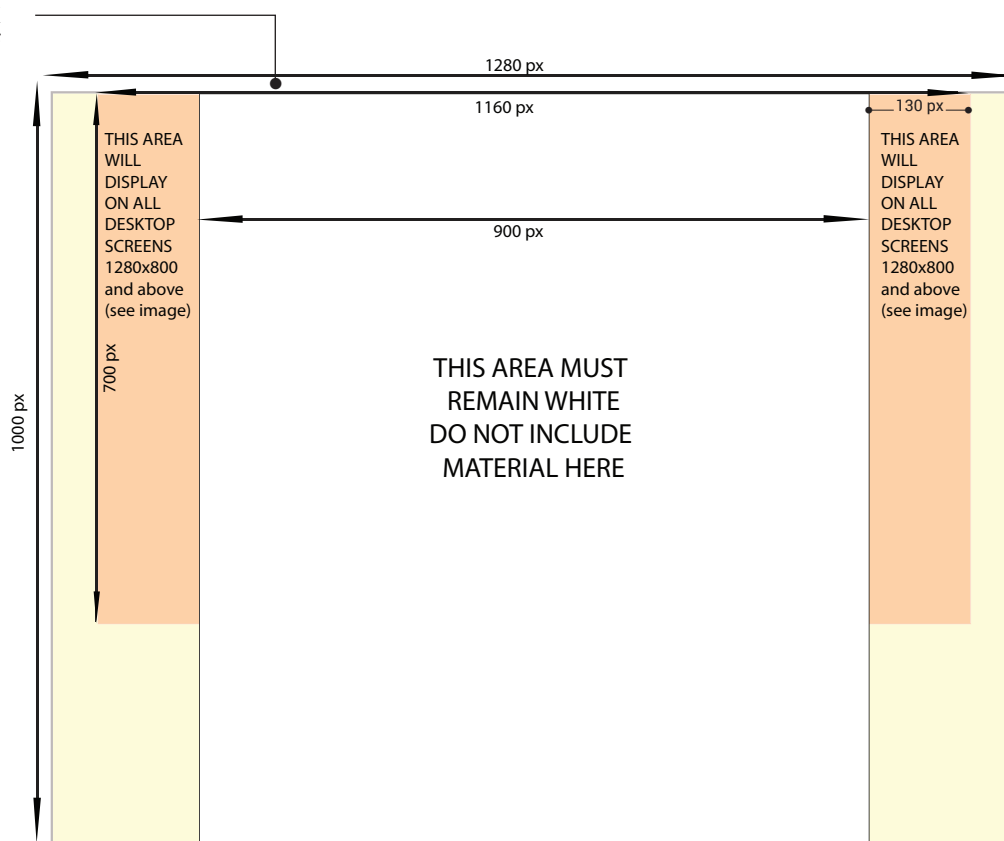 1280 px
1160 px
130 px
THIS AREA
WILL
DISPLAY
ON ALL
DESKTOP
SCREENS
1280x800
and above
(see image)
THIS AREA
WILL
DISPLAY
ON ALL
DESKTOP
SCREENS
1280x800
and above
(see image)
900 px
700 px
1000 px
THIS AREA MUST
REMAIN WHITE
DO NOT INCLUDE
MATERIAL HERE